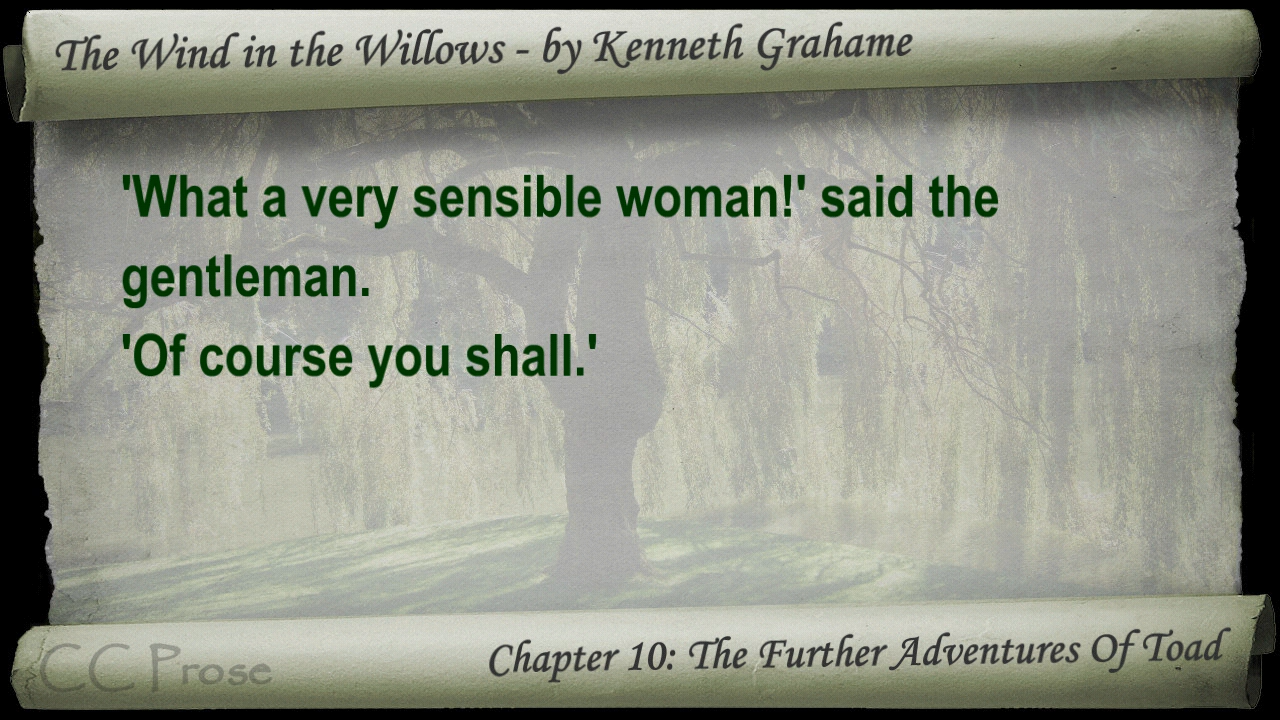 The Wind in the Willows - by Kenneth Grahame
'What a very sensible woman!' said the
gentleman.
'Of course you shall.'
CC Prose
Chapter 10: The Further Adventures Of Toad